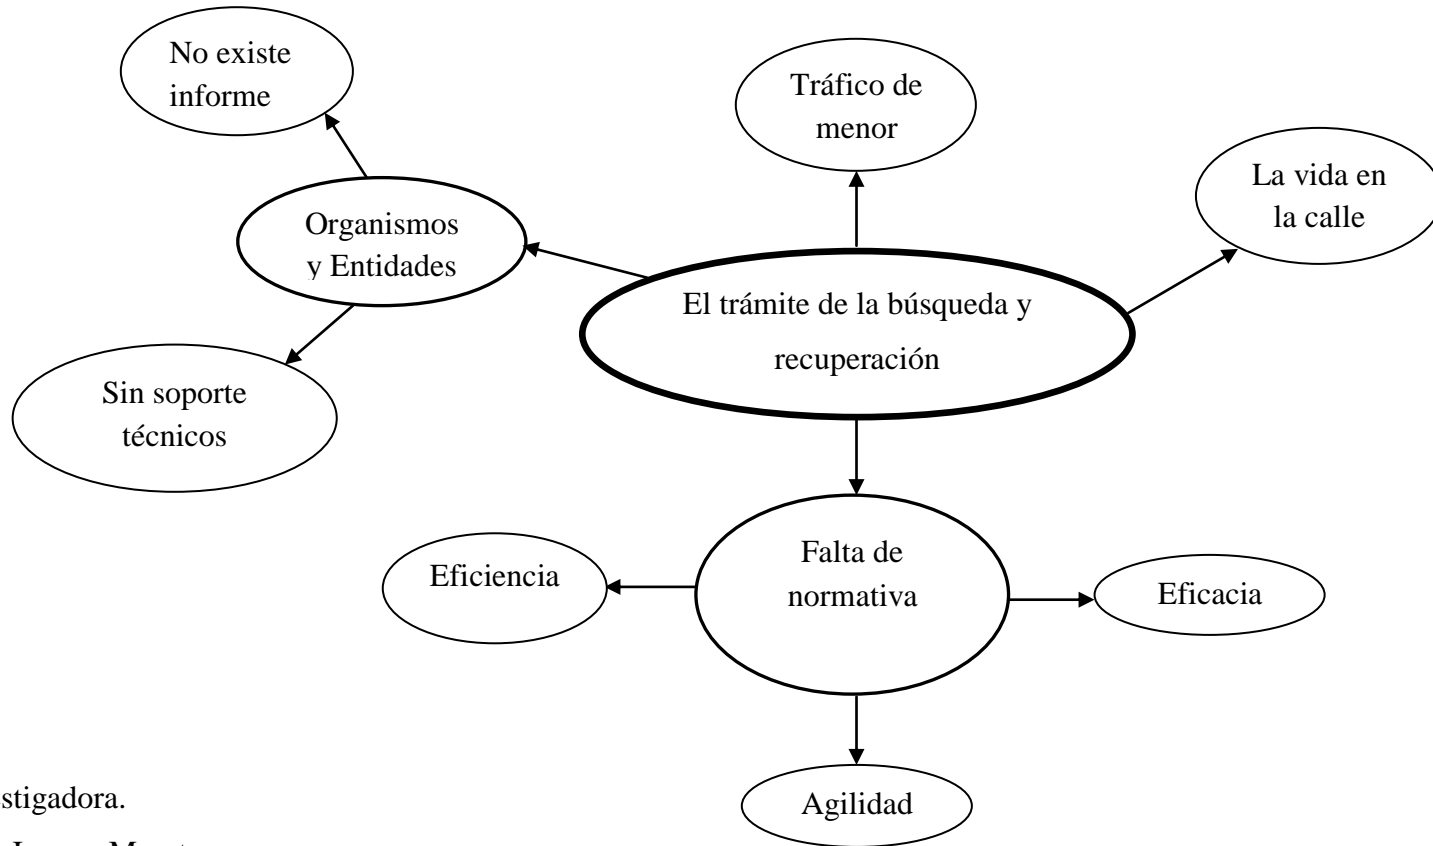 No existe
informe
Tráfico de
menor
La vida en
la calle
Organismos
y Entidades
El trámite de la búsqueda y
recuperación
Sin soporte
técnicos
Falta de
normativa
Eficiencia
Eficacia
Agilidad
stigadora.